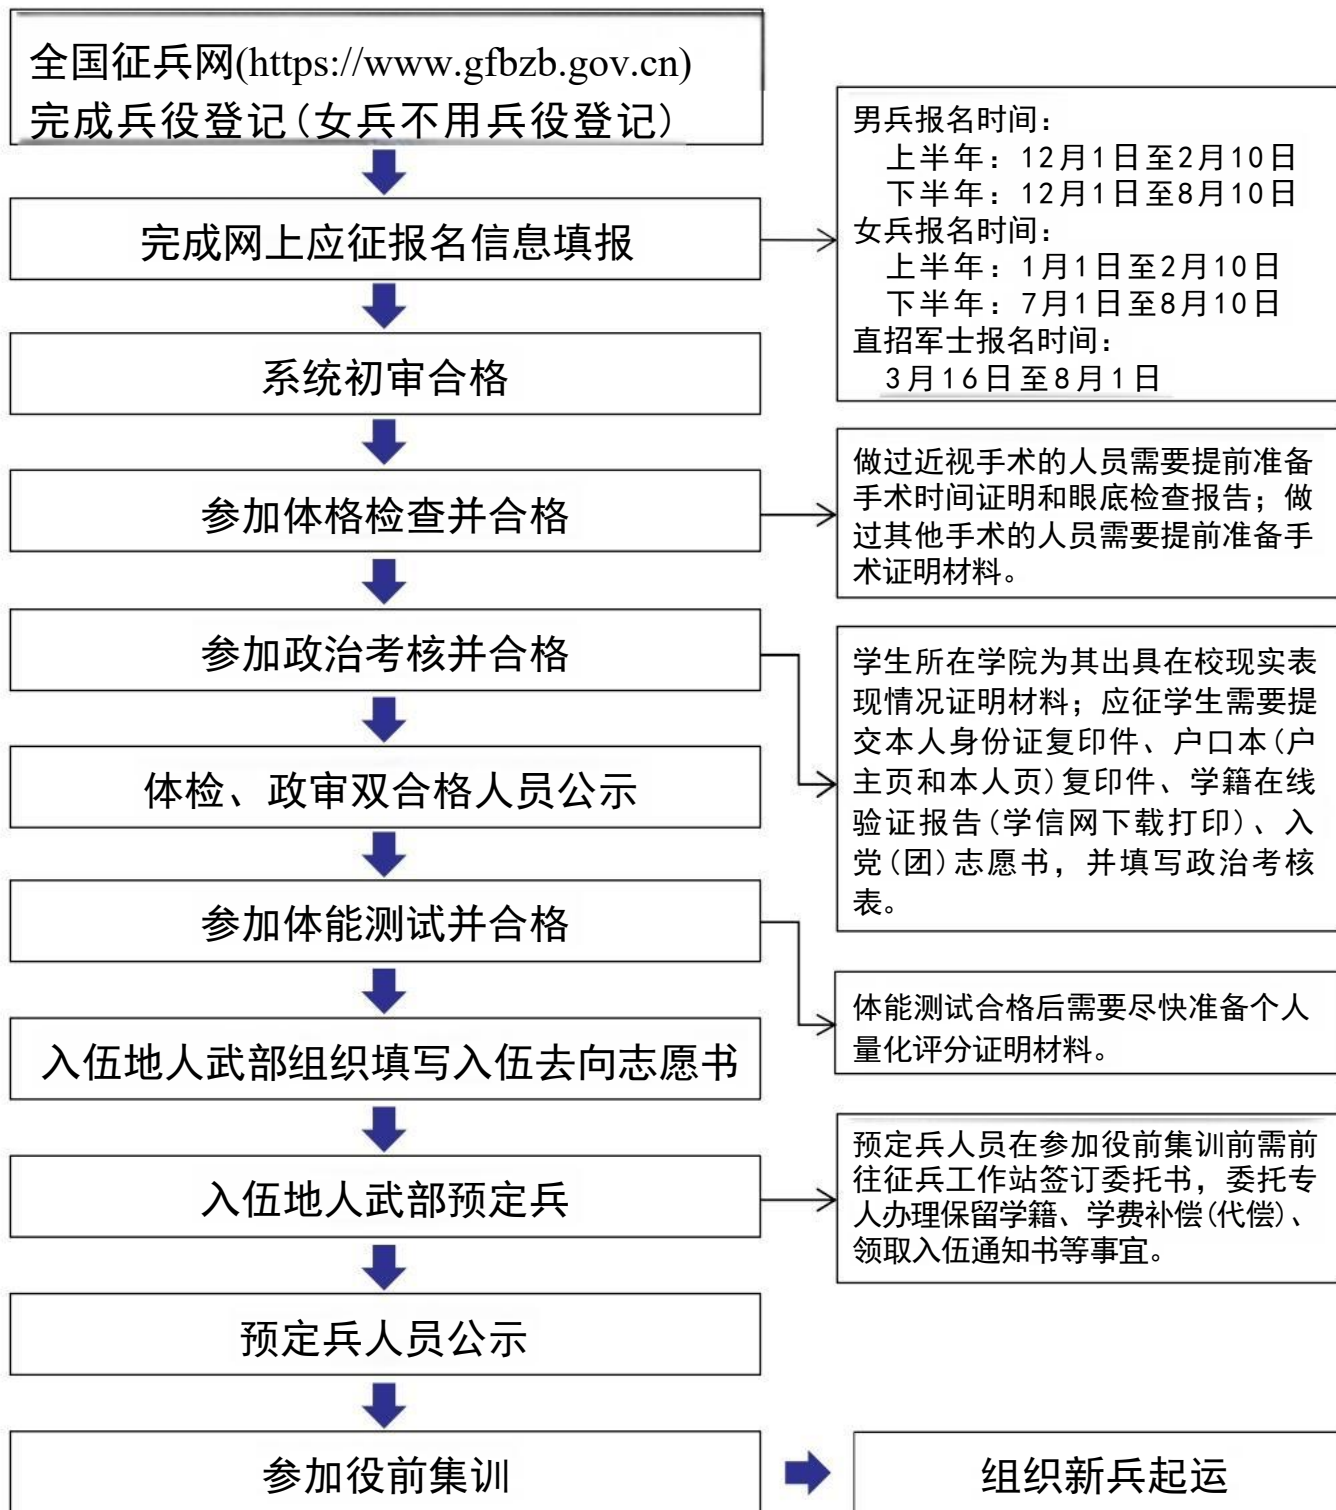 全国征兵网(https://www.gfbzb.gov.cn)
完成兵役登记(女兵不用兵役登记)
完成网上应征报名信息填报
男兵报名时间：
上半年：12月1日至2月10日
下半年：12月1日至8月10日
女兵报名时间：
上半年：1月1日至2月10日
下半年：7月1日至8月10日
直招军士报名时间：
3月16日至8月1日
系统初审合格
参加体格检查并合格
做过近视手术的人员需要提前准备
手术时间证明和眼底检查报告；做
过其他手术的人员需要提前准备手
术证明材料。
参加政治考核并合格
学生所在学院为其出具在校现实表
现情况证明材料；应征学生需要提
交本人身份证复印件、户口本(户
主页和本人页)复印件、学籍在线
验证报告(学信网下载打印)、入
党(团)志愿书，并填写政治考核
表。
体检、政审双合格人员公示
参加体能测试并合格
体能测试合格后需要尽快准备个人
量化评分证明材料。
入伍地人武部组织填写入伍去向志愿书
入伍地人武部预定兵
预定兵人员在参加役前集训前需前
往征兵工作站签订委托书，委托专
人办理保留学籍、学费补偿(代偿)、
领取入伍通知书等事宜。
预定兵人员公示
参加役前集训
组织新兵起运